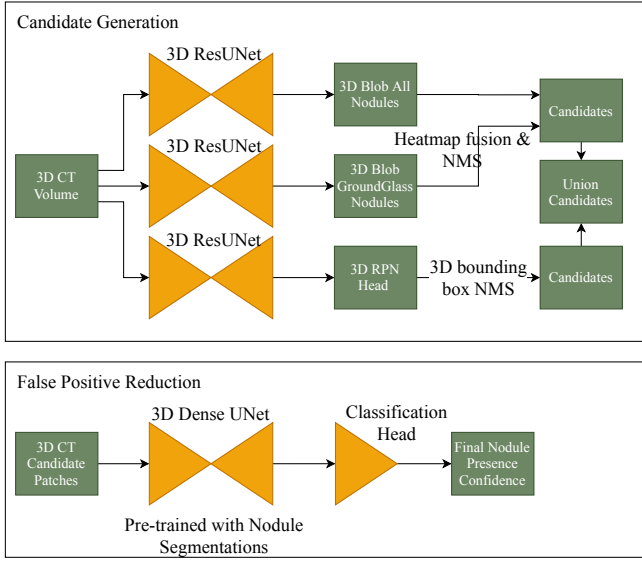 Candidate Generation
3D ResUNet
3D Blob All
Nodules
Candidates
Heatmap fusion &
NMS
3D ResUNet
3D CT
Volume
3D Blob
GroundGlass
Nodules
Union
Candidates
3D ResUNet
3D RPN
Head
3D bounding
box NMS
Candidates
False Positive Reduction
3D Dense UNet
Classification
Head
3D CT
Candidate
Patches
Final Nodule
Presence
Confidence
Pre-trained with Nodule
Segmentations